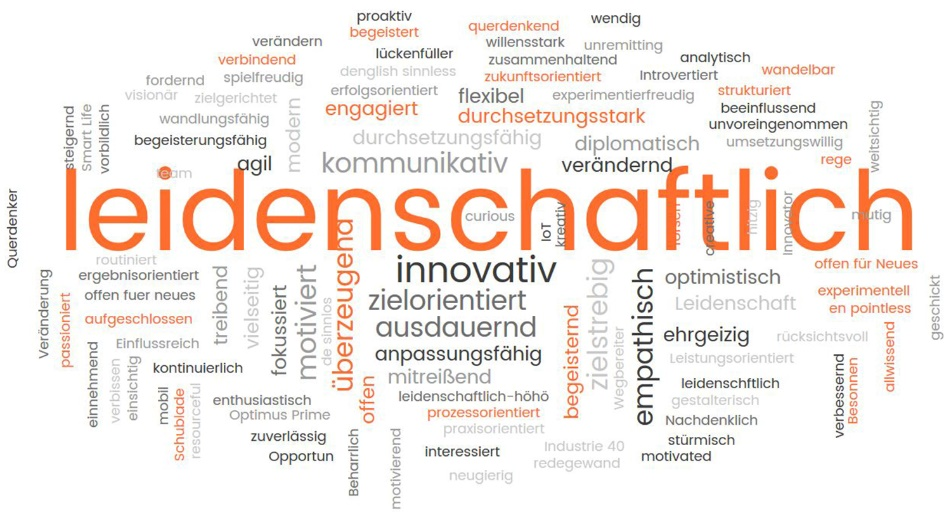 proaktiv
wendig
begeistert
querdenkend
verändern
willensstark
unremitting
lückenfüller
verbindend
zusammenhaltend
analytisch
denglish sinnless
wandelbar
fordernd
spielfreudig
zukunftsorientiert
Introvertiert
erfolgsorientiert
strukturiert
visionär
zielgerichtet
flexibel
experimentierfreudig
engagiert
beeinflussend
durchsetzungsstark
wandlungsfähig
unvoreingenommen
steigernd
Smart Life
vorbildlich
modern
weitsichtig
begeisterungsfähig
durchsetzungsfähig
diplomatisch
umsetzungswillig
agil
kommunikativ
verändernd
rege
team
leidenschaftlich
Querdenker
curious
IoT
kreativ
forsch
creative
hitzig
Innovator
mutig
routiniert
innovativ
offen für Neues
ergebnisorientiert
optimistisch
offen fuer neues
zielorientiert
Leidenschaft
experimentell
en pointless
Veränderung
passioniert
treibend
vielseitig
fokussiert
motiviert
de sinnlos
überzeugend
zielstrebig
empathisch
geschickt
aufgeschlossen
ausdauernd
ehrgeizig
rücksichtsvoll
Einflussreich
anpassungsfähig
begeisternd
Wegbereiter
Leistungsorientiert
allwissend
einnehmend
verbissen
einsichtig
kontinuierlich
mitreißend
leidenschftlich
verbessernd
Besonnen
mobil
schublade
resourceful
enthusiastisch
offen
leidenschaftlich-höhö
gestalterisch
Optimus Prime
prozessorientiert
Nachdenklich
zuverlässig
praxisorientiert
stürmisch
Beharrlich
motivierend
Opportun
interessiert
Industrie 40
motivated
redegewand
neugierig